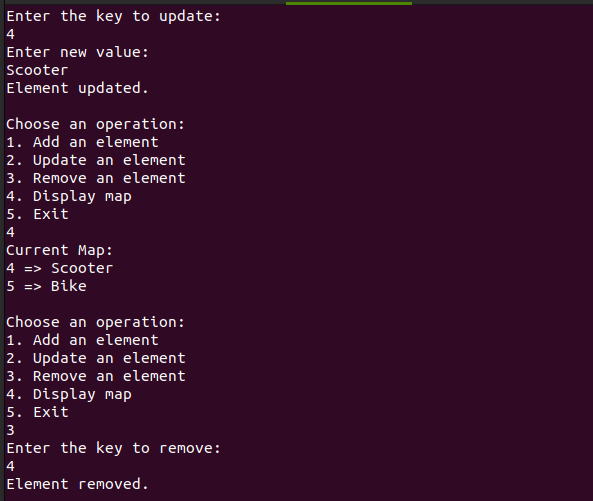 Enter the key to update:
4
Enter new value:
Scooter
Element updated.
Choose an operation:
1. Add an element
2. Update an element
3. Remove an element
4. Display map
5. Exit
4
Current Map:
4 => Scooter
5 => Bike
Choose an operation:
1. Add an element
2. Update an element
3. Remove an element
4. Display map
5. Exit
3
Enter the key to remove:
4
Element removed.